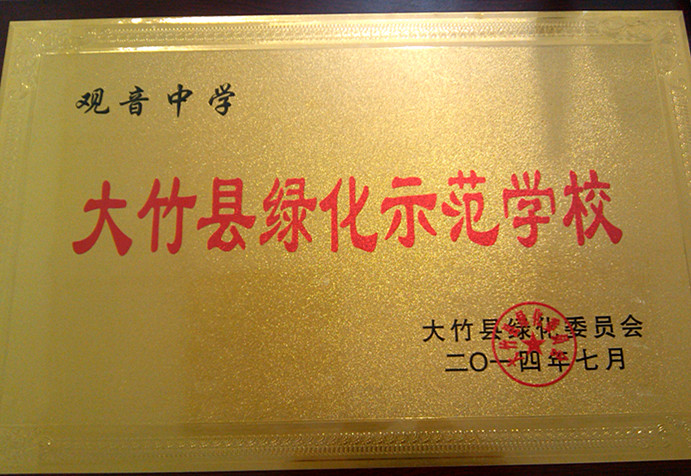 观音中学
大竹县绿化示范学校
大竹县绿化委员会
二〇一四年七月